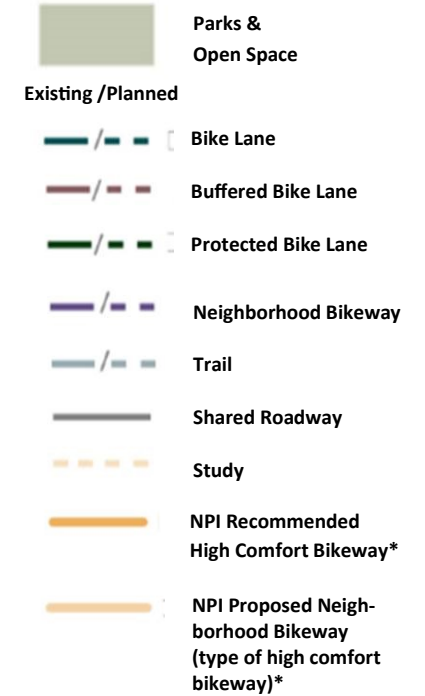 Parks &
Open Space
Existing /Planned
Bike Lane
Buffered Bike Lane
Protected Bike Lane
Neighborhood Bikeway
Trail
Shared Roadway
Study
NPI Recommended
High Comfort Bikeway*
NPI Proposed Neigh-
borhood Bikeway
(type of high comfort
bikeway)*